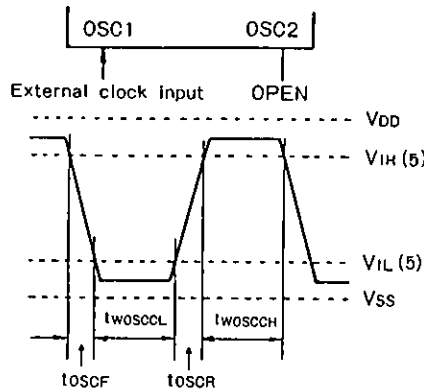 OSC1 OSC2
External clock input OPEN
VDD
VIH (5)
VIL (5)
VSS
tWOSCCL tWOSCCH
tOSCF tOSCR